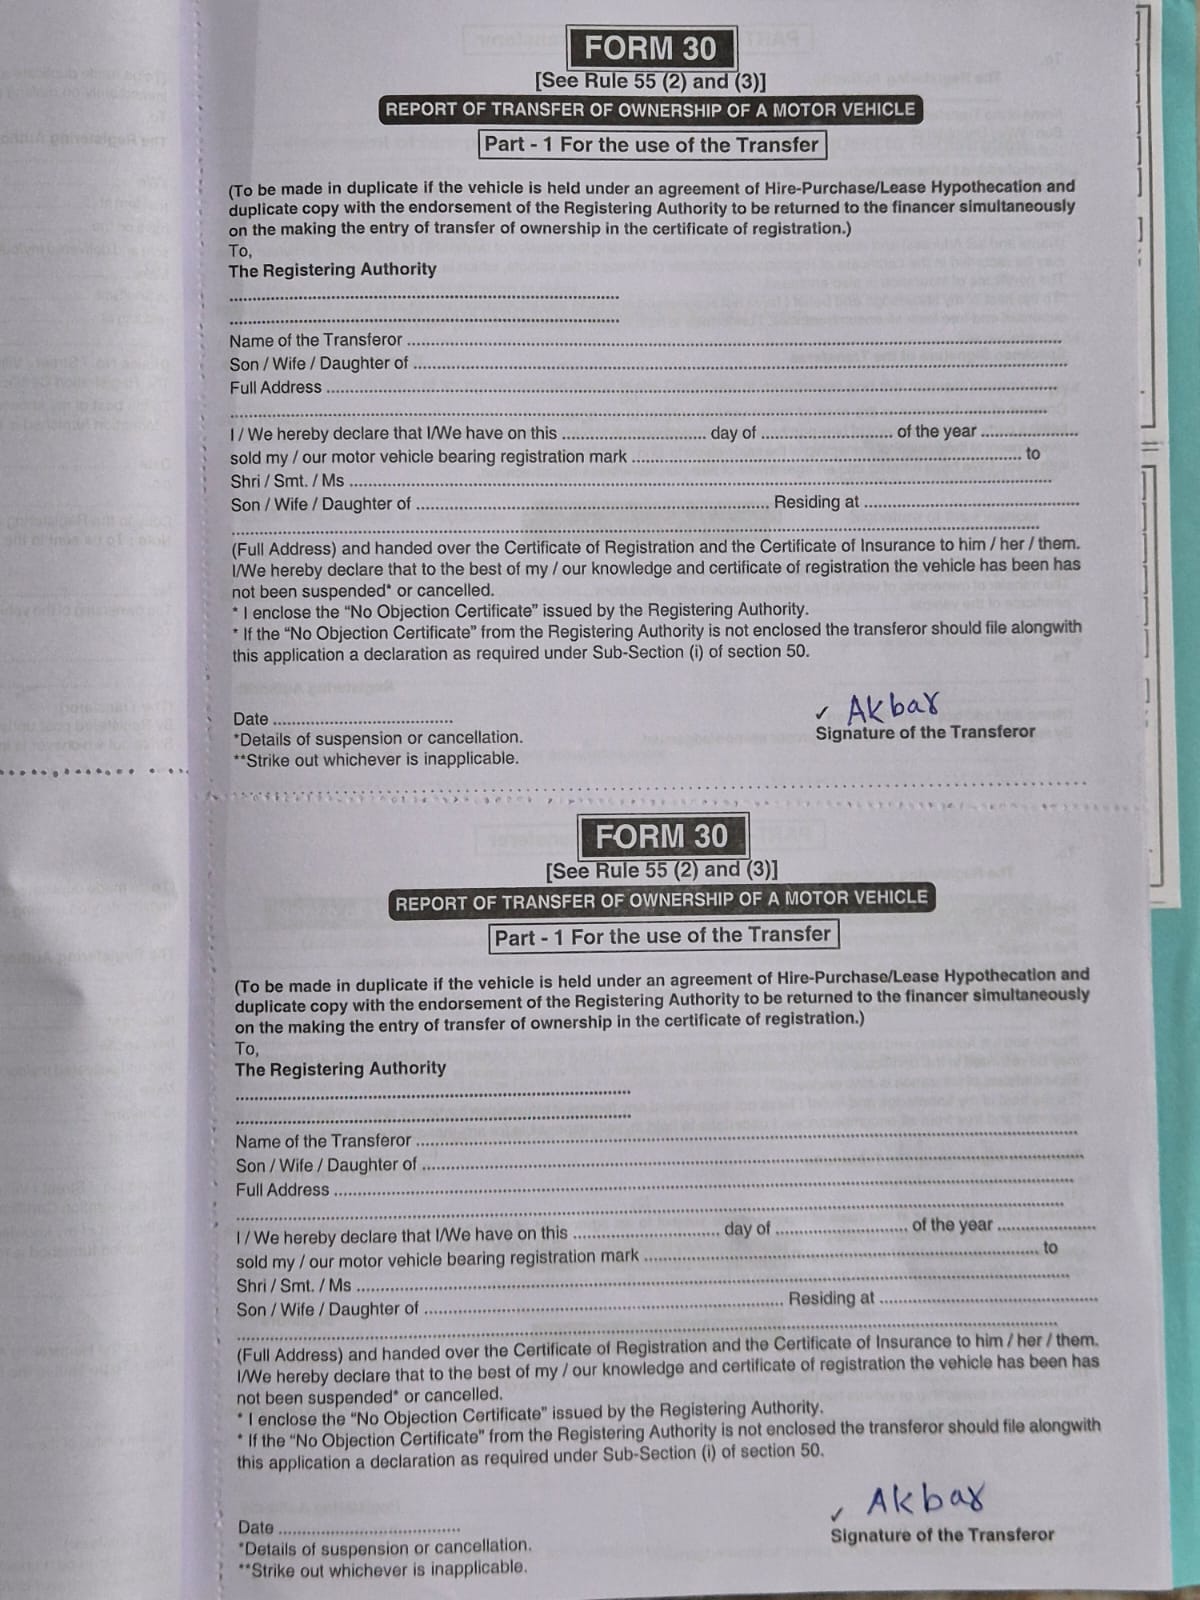 FORM 30
[See Rule 55 (2) and (3)]
REPORT OF TRANSFER OF OWNERSHIP OF A MOTOR VEHICLE
Part - 1 For the use of the Transfer
(To be made in duplicate if the vehicle is held under an agreement of Hire-Purchase/Lease Hypothecation and
duplicate copy with the endorsement of the Registering Authority to be returned to the financer simultaneously
on the making the entry of transfer of ownership in the certificate of registration.)
To,
The Registering Authority
Name of the Transferor
Son / Wife / Daughter of
Full Address
I / We hereby declare that I/We have on this ............ day of ............ of the year ............
sold my / our motor vehicle bearing registration mark ............ to
Shri / Smt. / Ms
Son / Wife / Daughter of ............ Residing at ............
(Full Address) and handed over the Certificate of Registration and the Certificate of Insurance to him / her / them.
I/We hereby declare that to the best of my / our knowledge and certificate of registration the vehicle has been has
not been suspended* or cancelled.
* I enclose the “No Objection Certificate” issued by the Registering Authority.
* If the “No Objection Certificate” from the Registering Authority is not enclosed the transferor should file alongwith
this application a declaration as required under Sub-Section (i) of section 50.
✓ Akbar
Date ............ Signature of the Transferor
*Details of suspension or cancellation.
**Strike out whichever is inapplicable.
FORM 30
[See Rule 55 (2) and (3)]
REPORT OF TRANSFER OF OWNERSHIP OF A MOTOR VEHICLE
Part - 1 For the use of the Transfer
(To be made in duplicate if the vehicle is held under an agreement of Hire-Purchase/Lease Hypothecation and
duplicate copy with the endorsement of the Registering Authority to be returned to the financer simultaneously
on the making the entry of transfer of ownership in the certificate of registration.)
To,
The Registering Authority
Name of the Transferor
Son / Wife / Daughter of
Full Address
I / We hereby declare that I/We have on this ............ day of ............ of the year ............
sold my / our motor vehicle bearing registration mark ............ to
Shri / Smt. / Ms
Son / Wife / Daughter of ............ Residing at ............
(Full Address) and handed over the Certificate of Registration and the Certificate of Insurance to him / her / them.
I/We hereby declare that to the best of my / our knowledge and certificate of registration the vehicle has been has
not been suspended* or cancelled.
* I enclose the “No Objection Certificate” issued by the Registering Authority.
* If the “No Objection Certificate” from the Registering Authority is not enclosed the transferor should file alongwith
this application a declaration as required under Sub-Section (i) of section 50.
✓ Akbar
Date ............ Signature of the Transferor
*Details of suspension or cancellation.
**Strike out whichever is inapplicable.